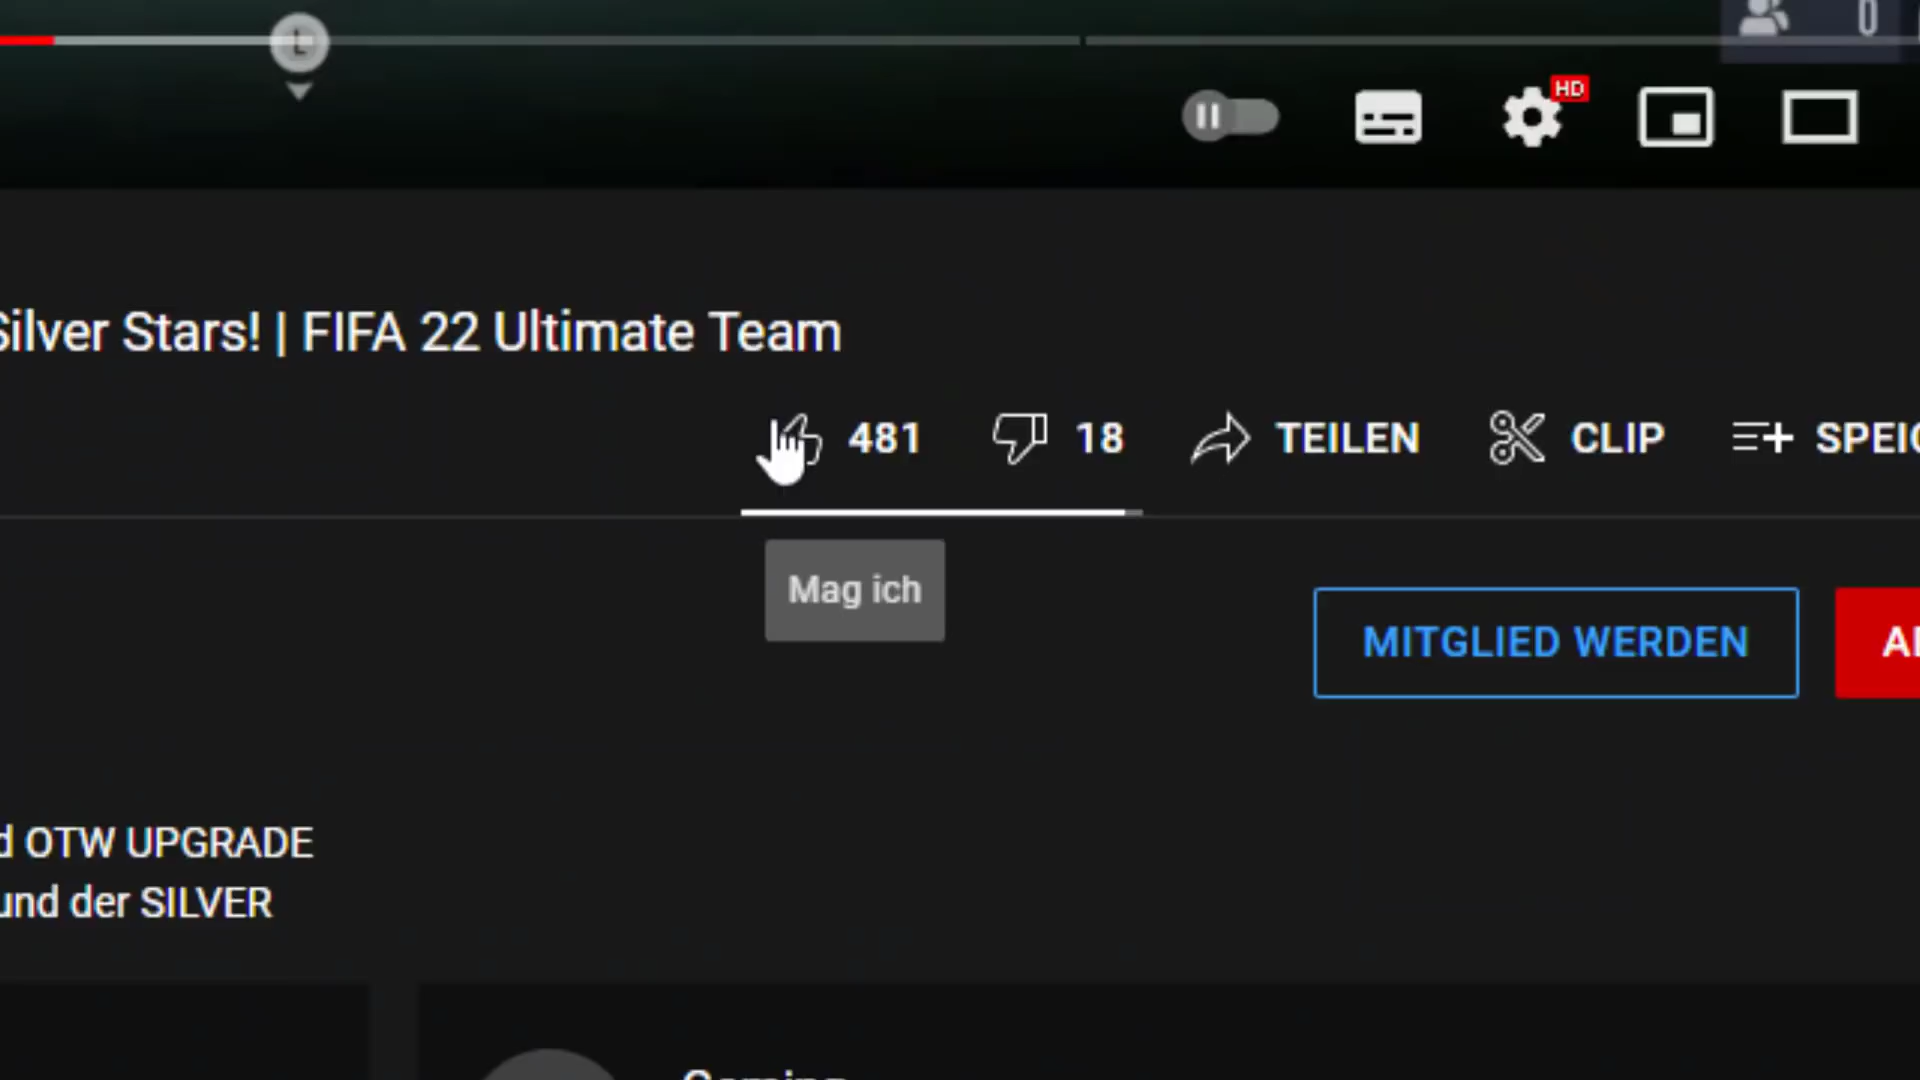 0
HD
Silver Stars! | FIFA 22 Ultimate Team
481 18 TEILEN CLIP
Mag ich
MITGLIED WERDEN
OTW UPGRADE
und der SILVER